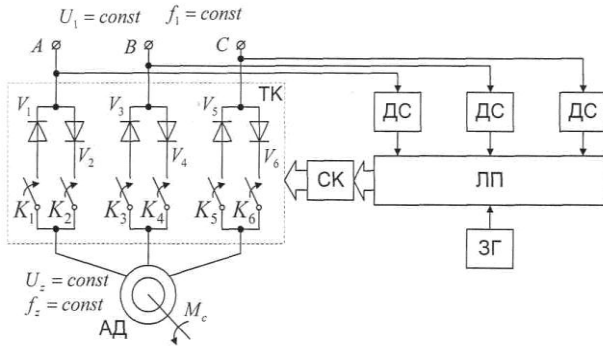 U₁ = const f₁ = const
A B C
ТК
V₁ V₃ V₅
V₂ V₄ V₆
ДС ДС ДС
СК ЛП
K₁ K₂ K₃ K₄ K₅ K₆
ЗГ
U_z = const
f_z = const
M_c
АД